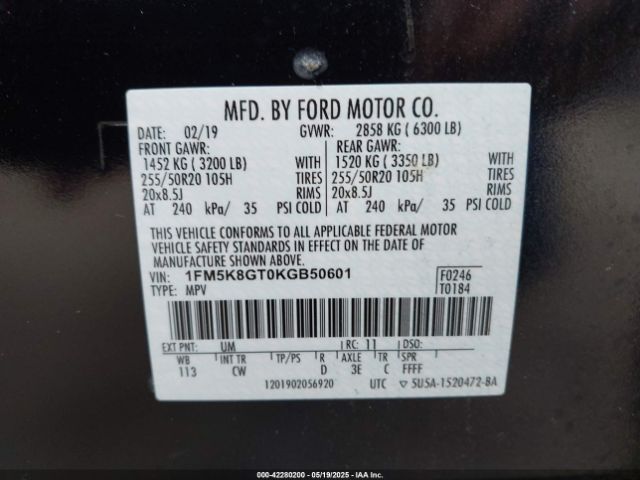 MFD. BY FORD MOTOR CO.
DATE: 02/19 GVWR: 2858 KG ( 6300 LB)
FRONT GAWR: REAR GAWR:
1452 KG ( 3200 LB) WITH 1520 KG ( 3350 LB) WITH
255/50R20 105H TIRES 255/50R20 105H TIRES
20x8.5J RIMS 20x8.5J RIMS
AT 240 kPa/ 35 PSI COLD AT 240 kPa/ 35 PSI COLD
THIS VEHICLE CONFORMS TO ALL APPLICABLE FEDERAL MOTOR
VEHICLE SAFETY STANDARDS IN EFFECT ON THE DATE OF
MANUFACTURE SHOWN ABOVE.
VIN: 1FM5K8GT0KGB50601 F0246
TYPE: MPV T0184
EXT PNT: UM RC: 11 DSO:
WB INT TR TP/PS R AXLE TR SPR
113 CW D 3E C FFFF
1201902056920 UTC ▽ 5U5A-1520472-BA
000-42280200 - 05/19/2025 - IAA Inc.